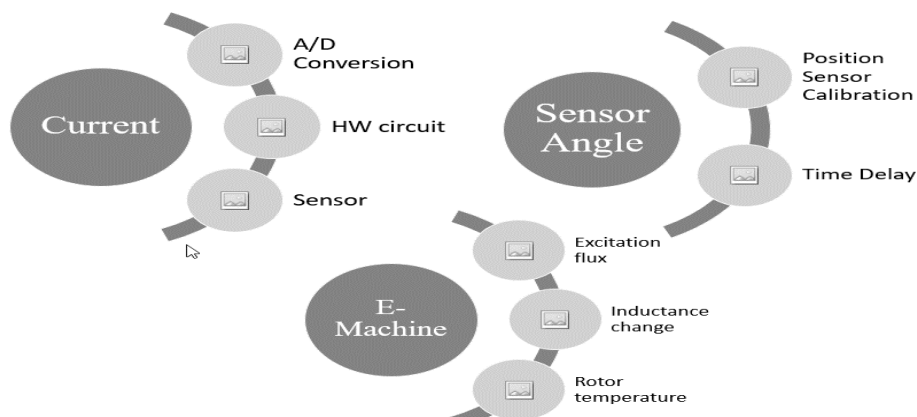 Current
A/D
Conversion
HW circuit
Sensor
Sensor
Angle
Position
Sensor
Calibration
Time Delay
E-
Machine
Excitation
flux
Inductance
change
Rotor
temperature